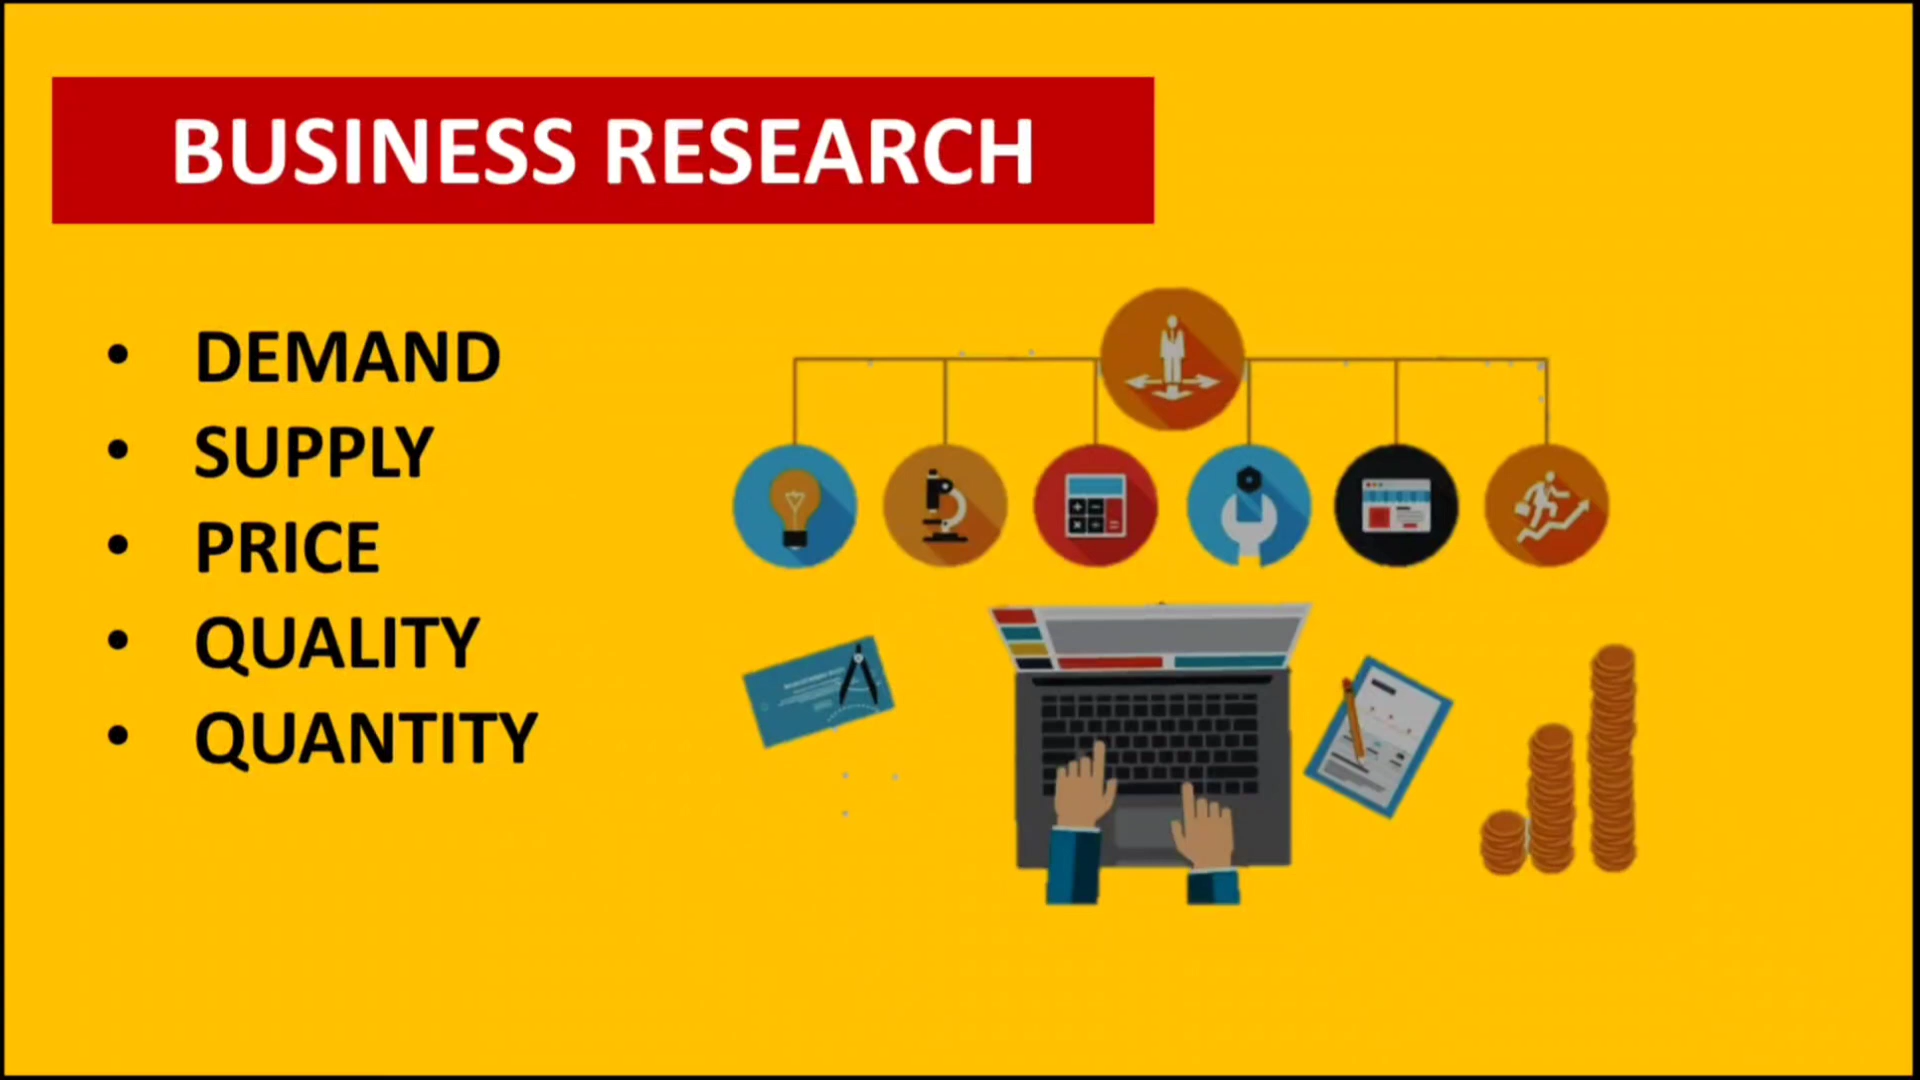 BUSINESS RESEARCH
• DEMAND
• SUPPLY
• PRICE
• QUALITY
• QUANTITY